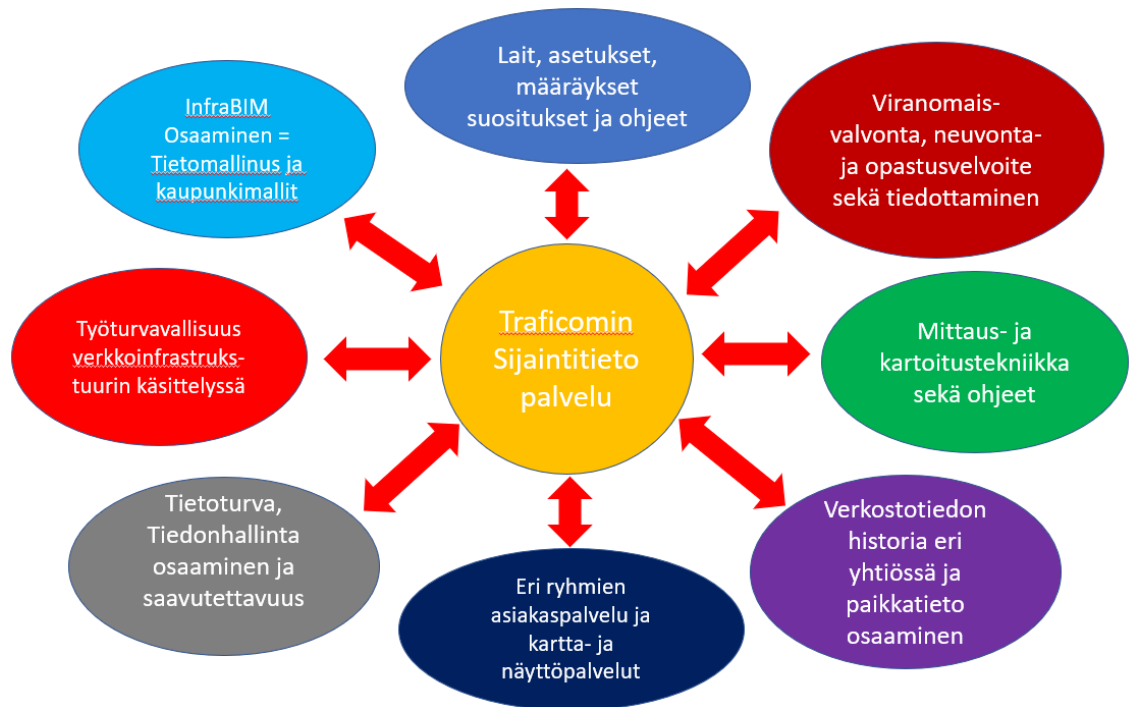 Lait, asetukset,
määräykset
suositukset ja ohjeet
InfraBIM
Osaaminen =
Tietomallinus ja
kaupunkimallit
Viranomais-
valvonta, neuvonta-
ja opastusvelvoite
sekä tiedottaminen
Työturvavallisuus
verkkoinfrastruks-
tuurin käsittelyssä
Traficomin
Sijaintitieto
palvelu
Mittaus- ja
kartoitustekniikka
sekä ohjeet
Tietoturva,
Tiedonhallinta
osaaminen ja
saavutettavuus
Eri ryhmien
asiakaspalvelu ja
kartta- ja
näyttöpalvelut
Verkostotiedon
historia eri
yhtiössä ja
paikkatieto
osaaminen